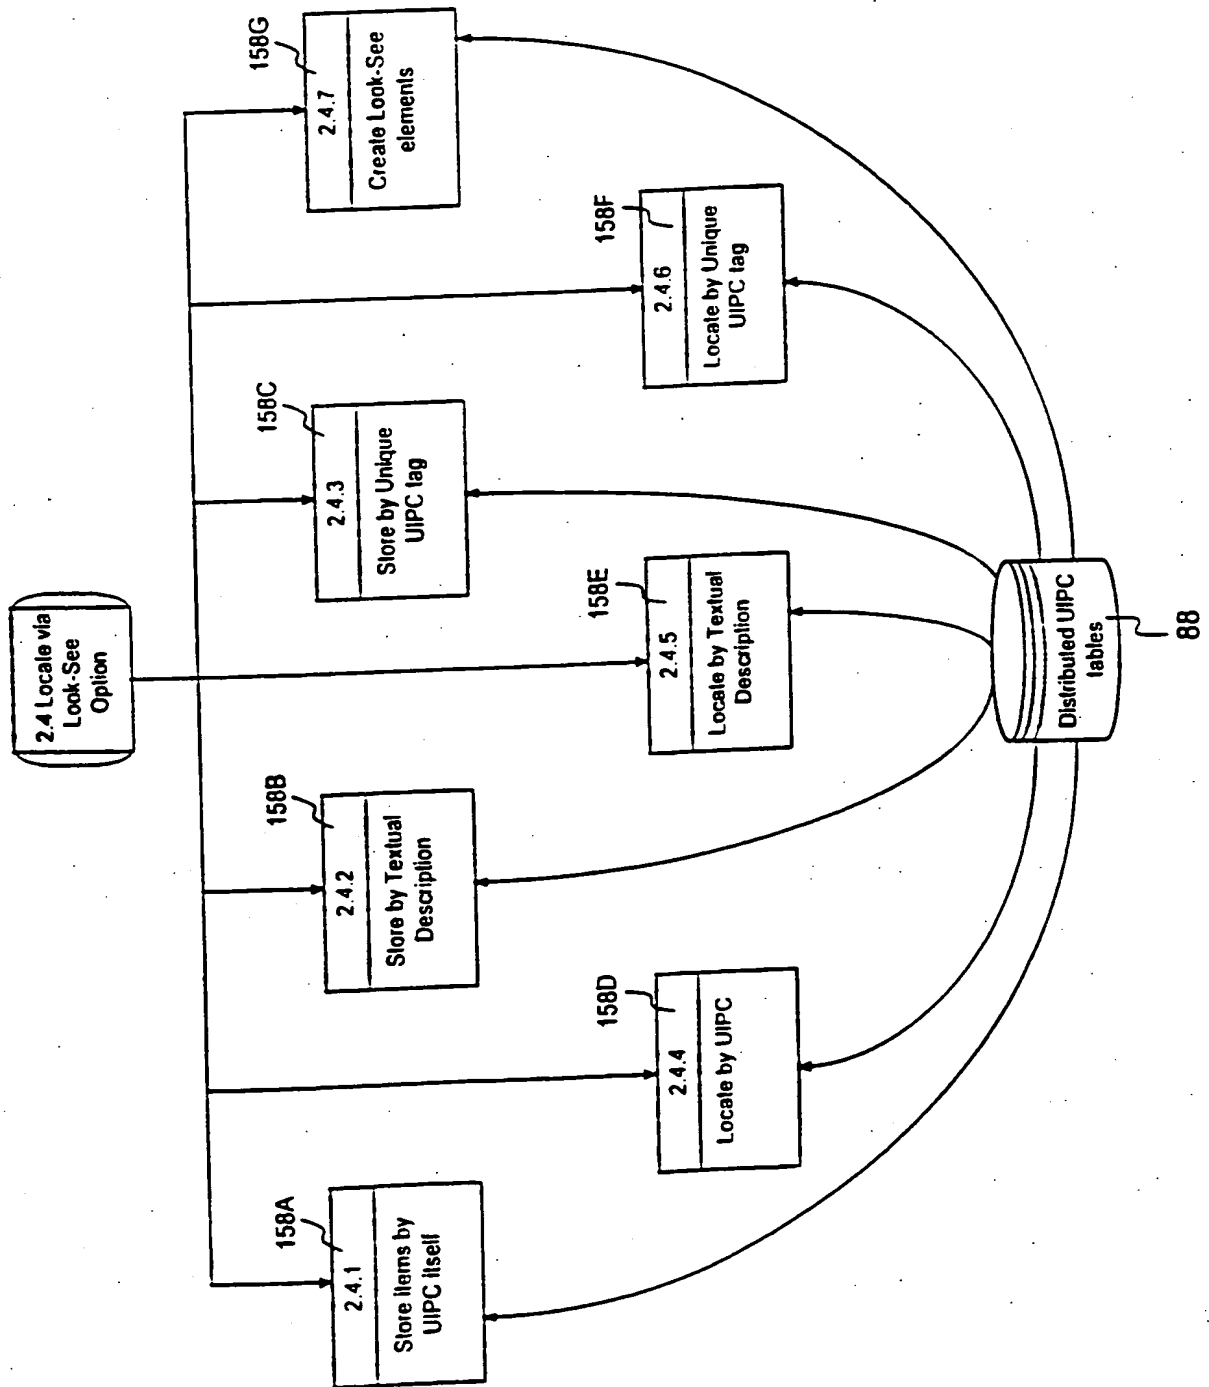 2.4 Locate via
Look-See
Option
158A
2.4.1
Store Items by
UIPC itself
158B
2.4.2
Store by Textual
Description
158C
2.4.3
Store by Unique
UIPC tag
158G
2.4.7
Create Look-See
elements
158D
2.4.4
Locate by UIPC
158E
2.4.5
Locate by Textual
Description
158F
2.4.6
Locate by Unique
UIPC tag
Distributed UIPC
tables
88